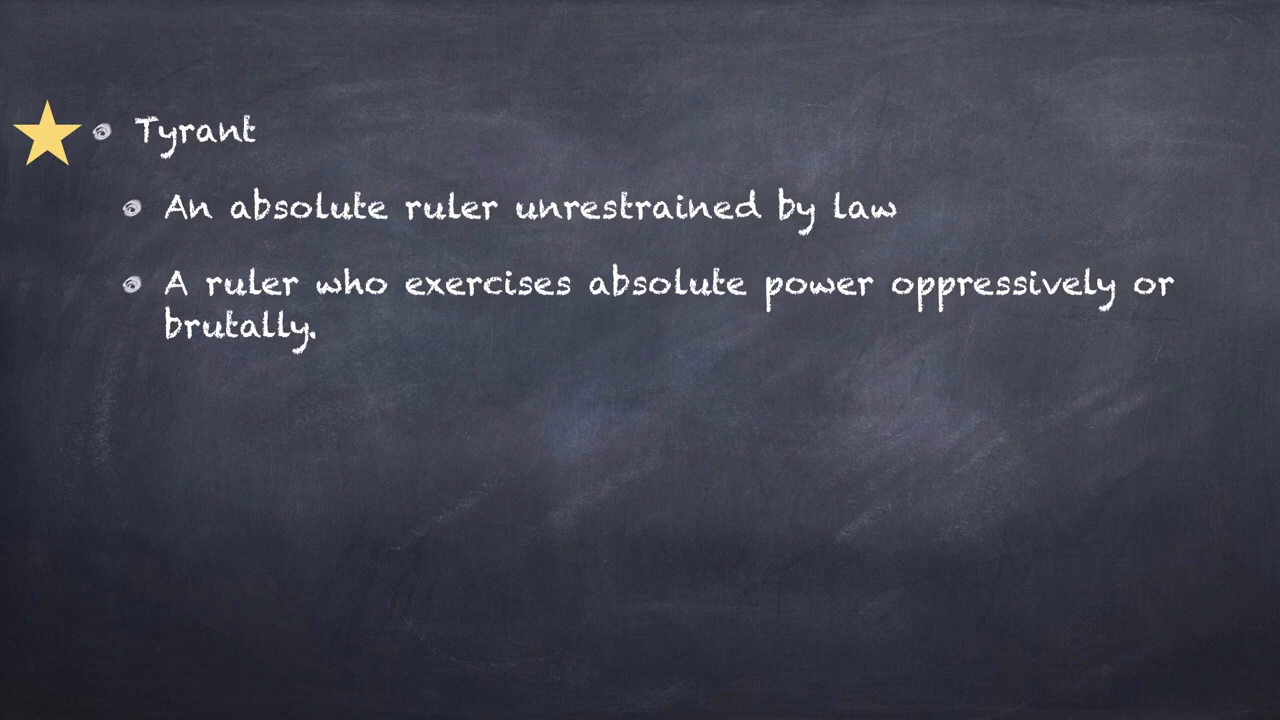 Tyrant
An absolute ruler unrestrained by law
A ruler who exercises absolute power oppressively or
brutally.